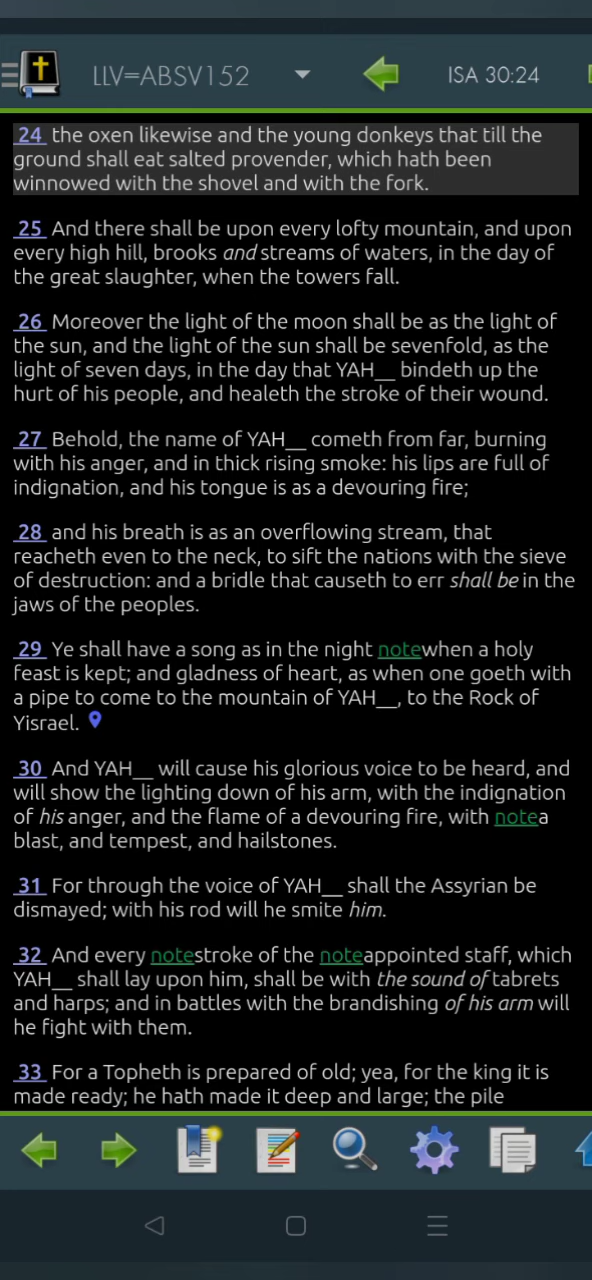 LLV=ABSV152
ISA 30:24
24 the oxen likewise and the young donkeys that till the
ground shall eat salted provender, which hath been
winnowed with the shovel and with the fork.
25 And there shall be upon every lofty mountain, and upon
every high hill, brooks and streams of waters, in the day of
the great slaughter, when the towers fall.
26 Moreover the light of the moon shall be as the light of
the sun, and the light of the sun shall be sevenfold, as the
light of seven days, in the day that YAH__ bindeth up the
hurt of his people, and healeth the stroke of their wound.
27 Behold, the name of YAH__ cometh from far, burning
with his anger, and in thick rising smoke: his lips are full of
indignation, and his tongue is as a devouring fire;
28 and his breath is as an overflowing stream, that
reacheth even to the neck, to sift the nations with the sieve
of destruction: and a bridle that causeth to err shall be in the
jaws of the peoples.
29 Ye shall have a song as in the night notewhen a holy
feast is kept; and gladness of heart, as when one goeth with
a pipe to come to the mountain of YAH__, to the Rock of
Yisrael.
30 And YAH__ will cause his glorious voice to be heard, and
will show the lighting down of his arm, with the indignation
of his anger, and the flame of a devouring fire, with notea
blast, and tempest, and hailstones.
31 For through the voice of YAH__ shall the Assyrian be
dismayed; with his rod will he smite him.
32 And every notestroke of the noteappointed staff, which
YAH__ shall lay upon him, shall be with the sound of tabrets
and harps; and in battles with the brandishing of his arm will
he fight with them.
33 For a Topheth is prepared of old; yea, for the king it is
made ready; he hath made it deep and large; the pile